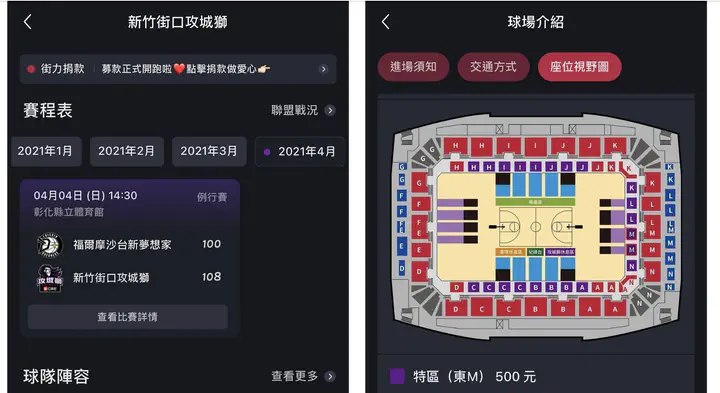 新竹街口攻城獅
街力捐款 募款正式開跑啦❤️點擊捐款做愛心👉🏻
賽程表 聯盟戰況
2021年1月 2021年2月 2021年3月 2021年4月
04月04日 (日) 14:30 例行賽
彰化縣立體育館
福爾摩沙台新夢想家 100
新竹街口攻城獅 108
查看比賽詳情
球隊陣容 查看更多
球場介紹
進場須知 交通方式 座位視野圖
H H I I I J J K
G G H H H I I I J J J K K
G F F E E D
K K L L M M N N
D C C C B B B A A A N
D D C B B B A
特區（東M） 500 元